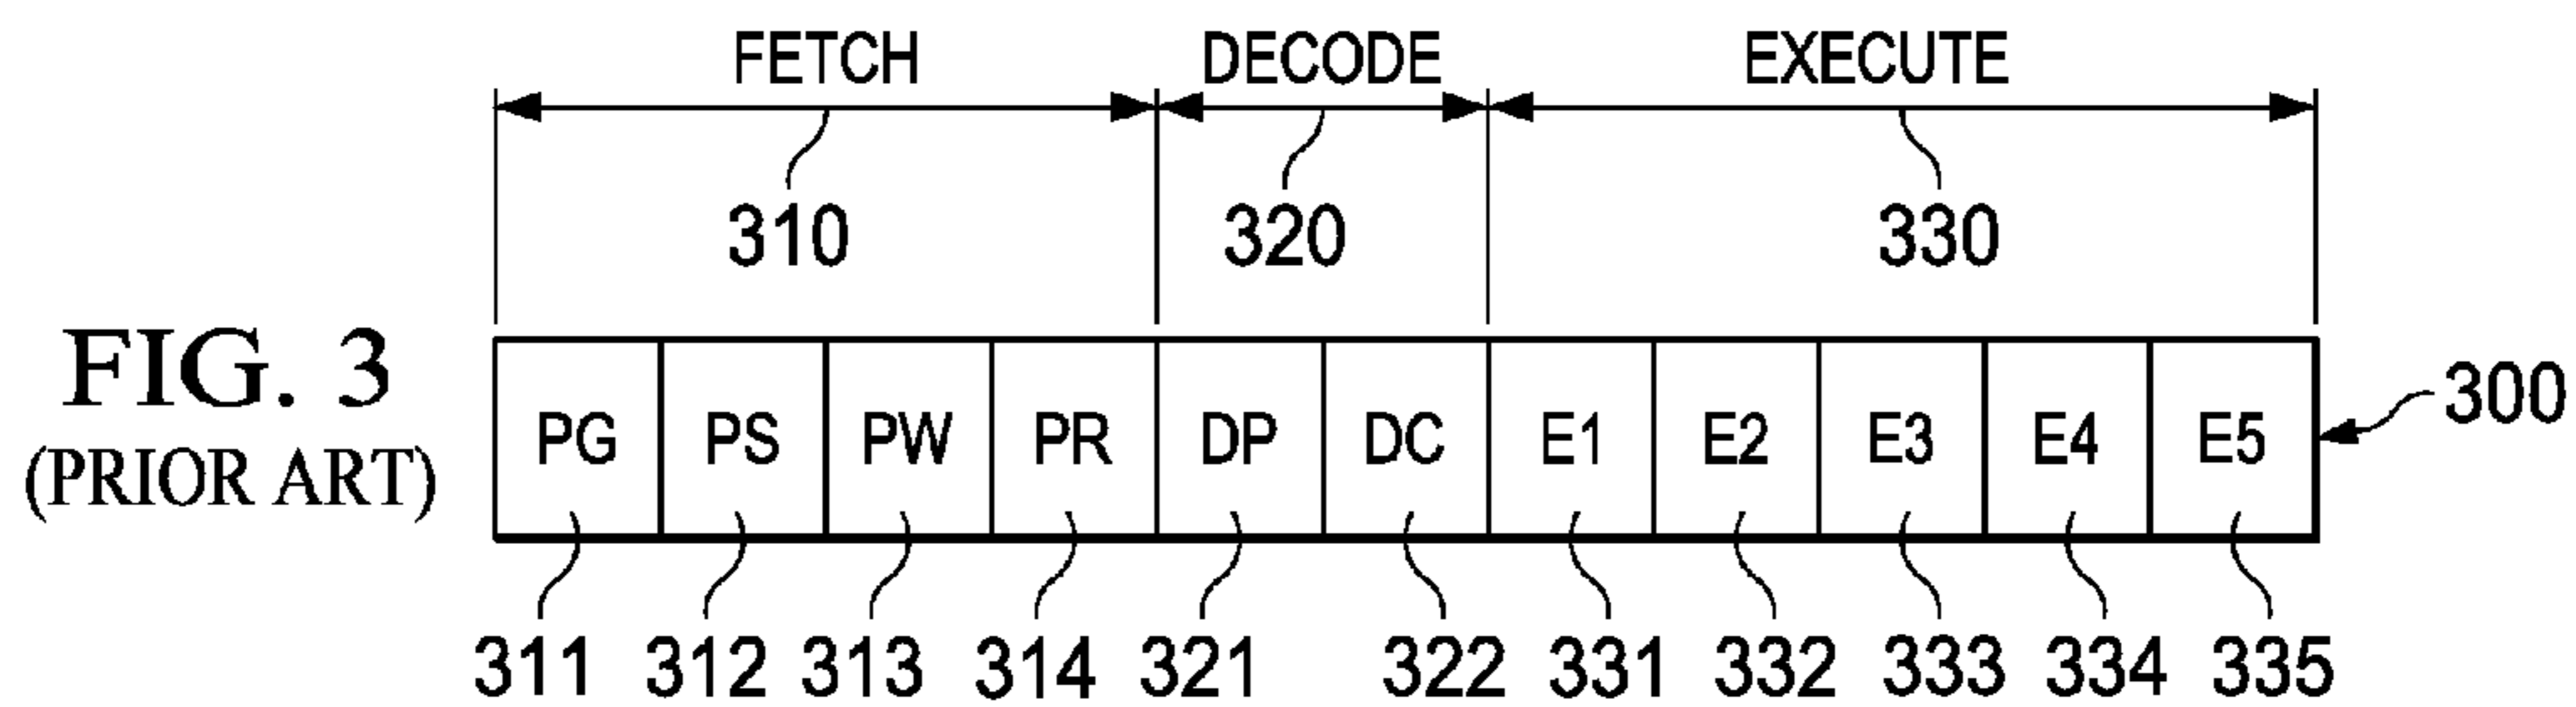 FETCH DECODE EXECUTE
310 320 330
FIG. 3
(PRIOR ART)
PG PS PW PR DP DC E1 E2 E3 E4 E5
300
311 312 313 314 321 322 331 332 333 334 335